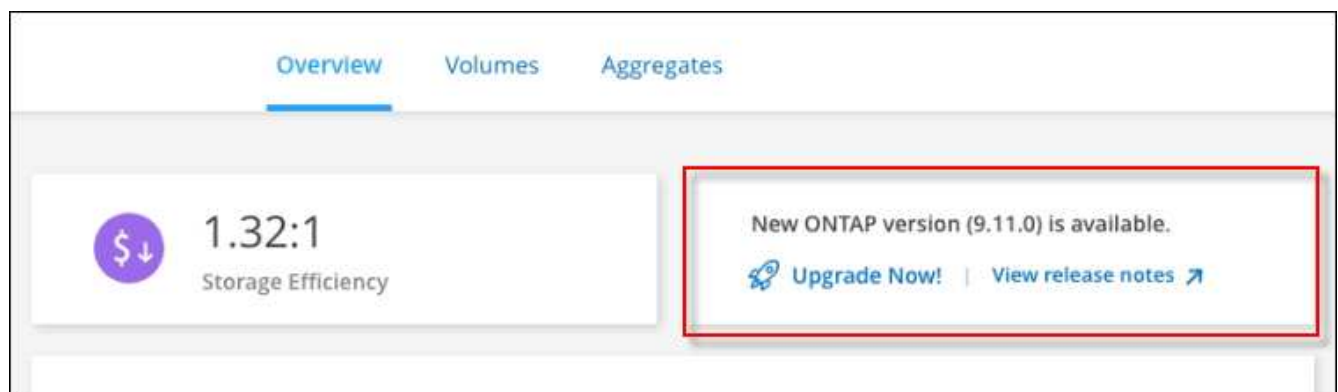 Overview Volumes Aggregates
1.32:1
Storage Efficiency
New ONTAP version (9.11.0) is available.
Upgrade Now! | View release notes